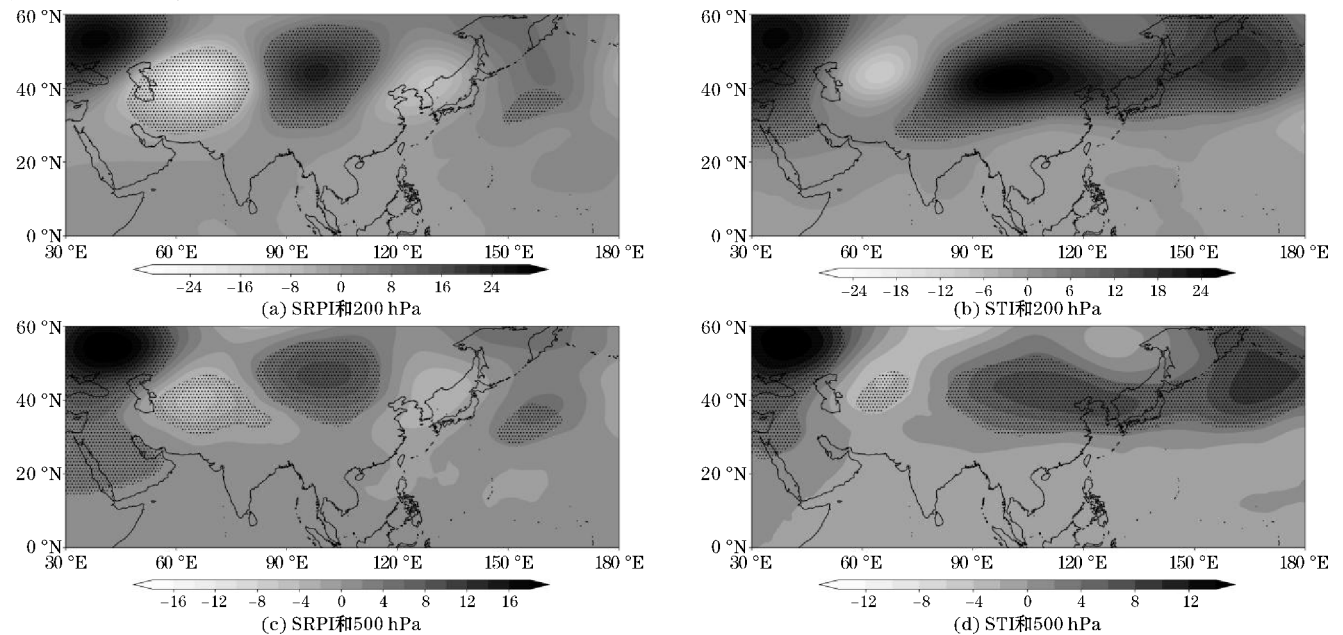 60 °N
40 °N
20 °N
0 °N
30 °E 60 °E 90 °E 120 °E 150 °E 180 °E
-24 -16 -8 0 8 16 24
(a) SRPI和200 hPa
60 °N
40 °N
20 °N
0 °N
30 °E 60 °E 90 °E 120 °E 150 °E 180 °E
-24 -18 -12 -6 0 6 12 18 24
(b) STI和200 hPa
60 °N
40 °N
20 °N
0 °N
30 °E 60 °E 90 °E 120 °E 150 °E 180 °E
-16 -12 -8 -4 0 4 8 12 16
(c) SRPI和500 hPa
60 °N
40 °N
20 °N
0 °N
30 °E 60 °E 90 °E 120 °E 150 °E 180 °E
-12 -8 -4 0 4 8 12
(d) STI和500 hPa